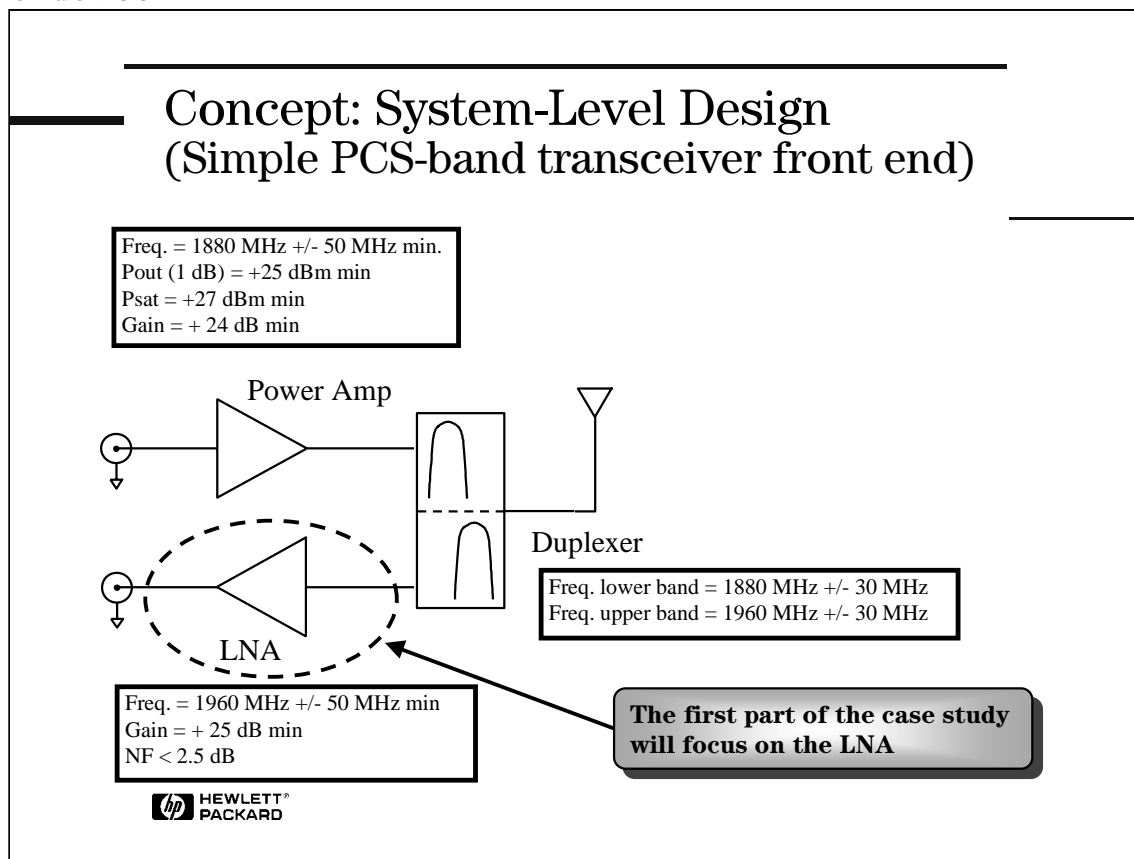 Concept: System-Level Design
(Simple PCS-band transceiver front end)
Freq. = 1880 MHz +/- 50 MHz min.
Pout (1 dB) = +25 dBm min
Psat = +27 dBm min
Gain = + 24 dB min
Power Amp
Duplexer
Freq. lower band = 1880 MHz +/- 30 MHz
Freq. upper band = 1960 MHz +/- 30 MHz
LNA
Freq. = 1960 MHz +/- 50 MHz min
Gain = + 25 dB min
NF < 2.5 dB
The first part of the case study
will focus on the LNA
hp HEWLETT®
PACKARD